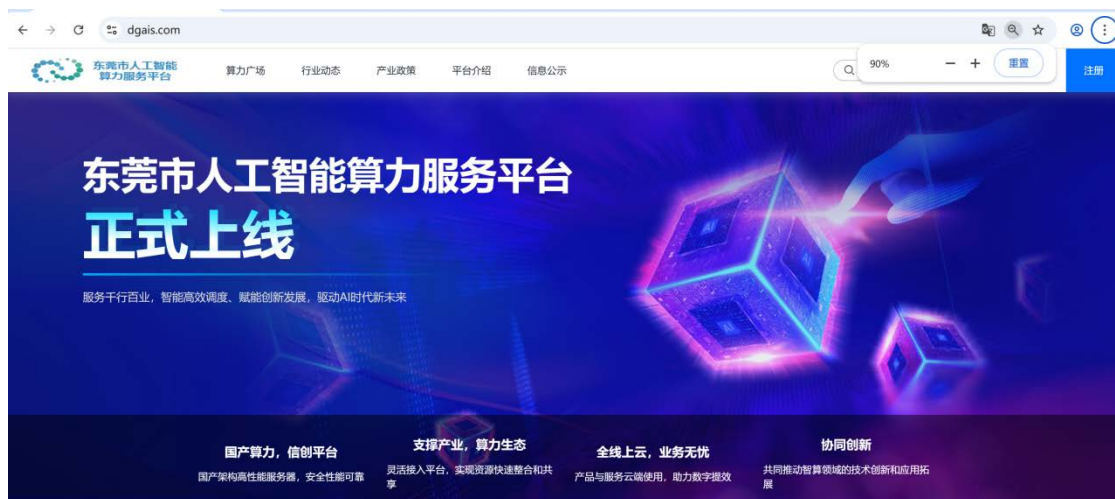 dgais.com
东莞市人工智能
算力服务平台
算力广场 行业动态 产业政策 平台介绍 信息公示
90% — + 重置
注册
东莞市人工智能算力服务平台
正式上线
服务千行百业，智能高效调度、赋能创新发展，驱动AI时代新未来
国产算力，信创平台
国产架构高性能服务器，安全性能可靠
支撑产业，算力生态
灵活接入平台，实现资源快速整合和共
享
全线上云，业务无忧
产品与服务云端使用，助力数字提效
协同创新
共同推动智算领域的技术创新和应用拓
展